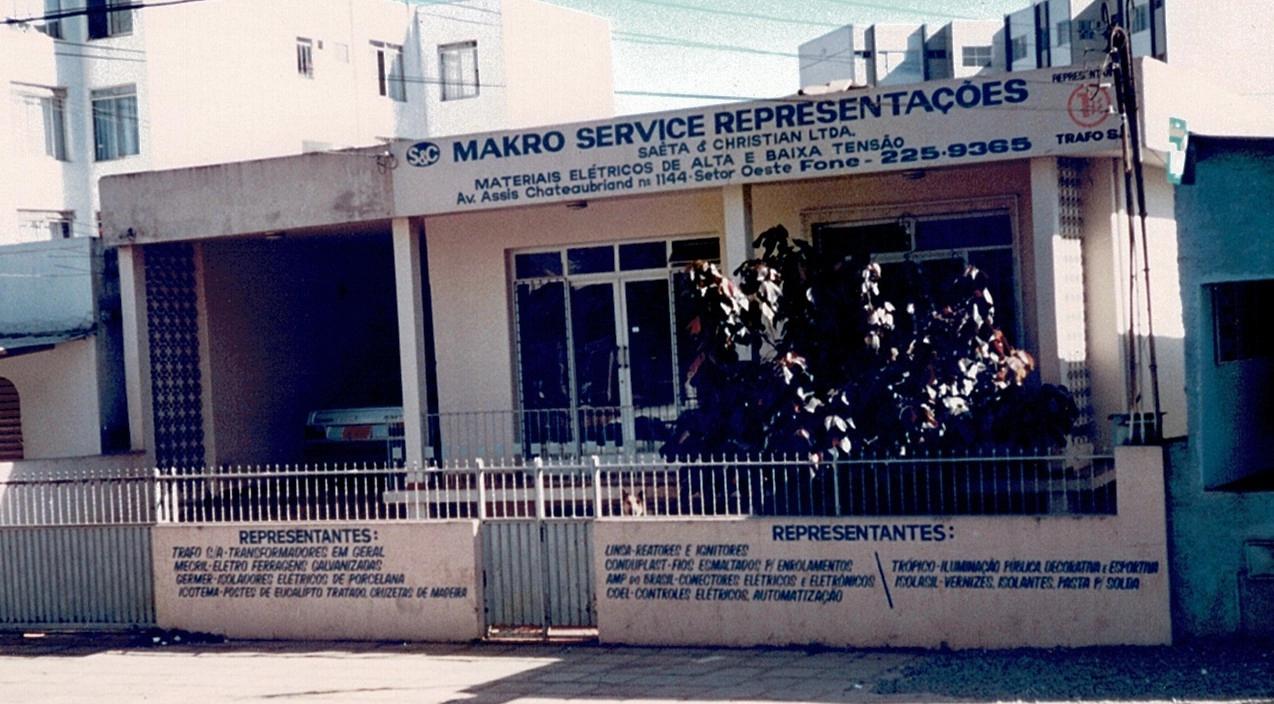 S&C MAKRO SERVICE REPRESENTAÇÕES
SAÊTA & CHRISTIAN LTDA.
MATERIAIS ELÉTRICOS DE ALTA E BAIXA TENSÃO
Av. Assis Chateaubriand nº 1144-Setor Oeste Fone-225-9365
TRAFO
REPRESENTANTES:
TRAFO S/A-TRANSFORMADORES EM GERAL
MECRIL-ELETRO FERRAGENS GALVANIZADAS
GERMER-ISOLADORES ELÉTRICOS DE PORCELANA
ICOTEMA-POSTES DE EUCALIPTO TRATADO, CRUZETAS DE MADEIRA
REPRESENTANTES:
LINSA-REATORES E IGNITORES
CONDUPLAST-FIOS ESMALTADOS P/ ENROLAMENTOS
AMP DO BRASIL-CONECTORES ELÉTRICOS E ELETRÔNICOS
COEL-CONTROLES ELÉTRICOS, AUTOMATIZAÇÃO
TRÓPICO-ILUMINAÇÃO PÚBLICA, DECORATIVA E ESPORTIVA
ISOLASIL-VERNIZES, ISOLANTES, PASTA P/ SOLDA